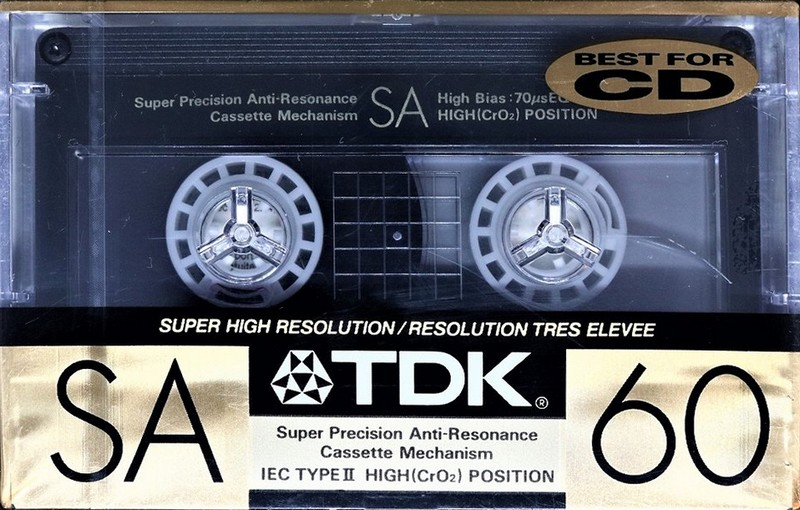 BEST FOR
CD
Super Precision Anti-Resonance
Cassette Mechanism
SA
High Bias:70µsEQ
HIGH(CrO₂) POSITION
SUPER HIGH RESOLUTION/RESOLUTION TRES ELEVEE
SA
TDK®
60
Super Precision Anti-Resonance
Cassette Mechanism
IEC TYPE II HIGH(CrO₂) POSITION